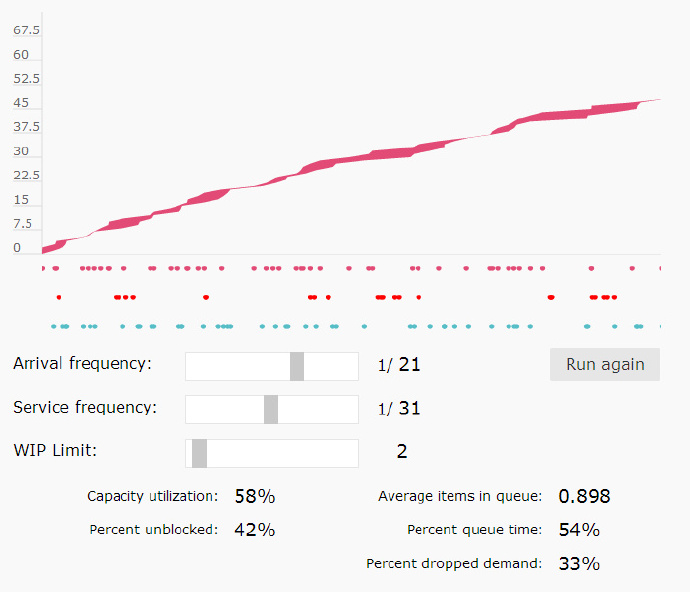 67.5
60
52.5
45
37.5
30
22.5
15
7.5
0
Arrival frequency: 1/ 21 Run again
Service frequency: 1/ 31
WIP Limit: 2
Capacity utilization: 58% Average items in queue: 0.898
Percent unblocked: 42% Percent queue time: 54%
Percent dropped demand: 33%